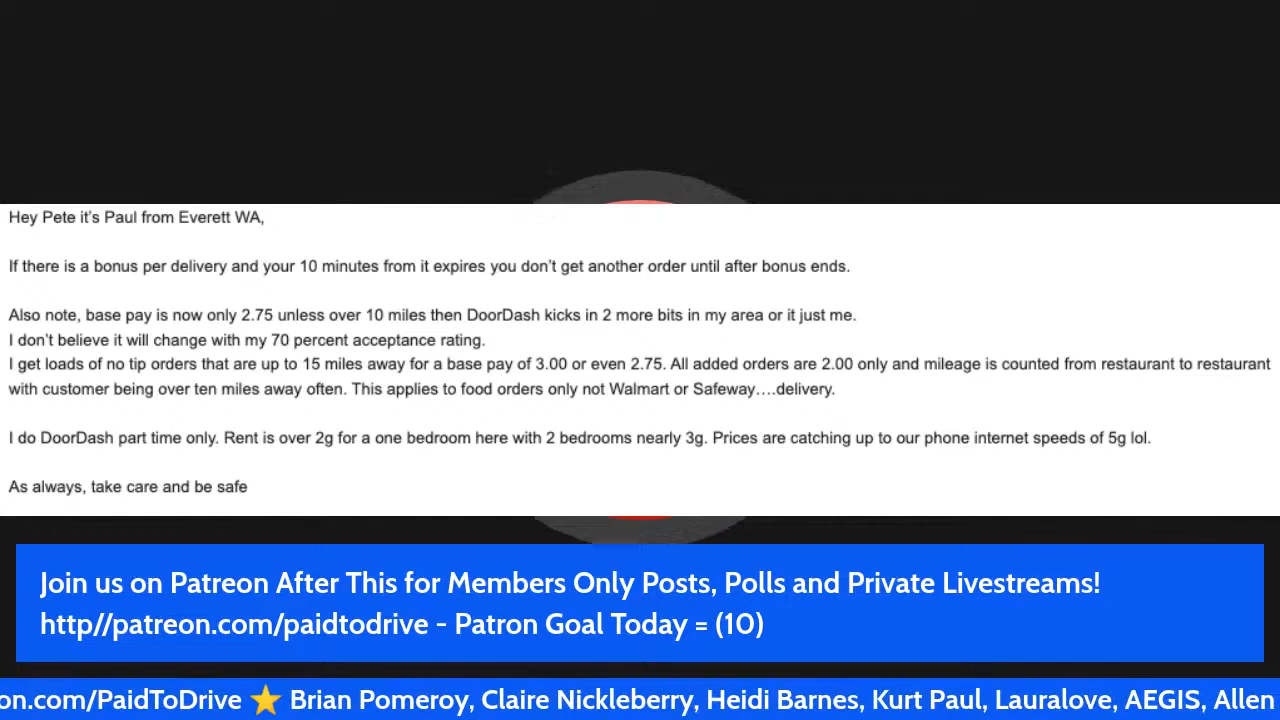 Hey Pete it's Paul from Everett WA,
If there is a bonus per delivery and your 10 minutes from it expires you don't get another order until after bonus ends.
Also note, base pay is now only 2.75 unless over 10 miles then DoorDash kicks in 2 more bits in my area or it just me.
I don't believe it will change with my 70 percent acceptance rating.
I get loads of no tip orders that are up to 15 miles away for a base pay of 3.00 or even 2.75. All added orders are 2.00 only and mileage is counted from restaurant to restaurant
with customer being over ten miles away often. This applies to food orders only not Walmart or Safeway….delivery.
I do DoorDash part time only. Rent is over 2g for a one bedroom here with 2 bedrooms nearly 3g. Prices are catching up to our phone internet speeds of 5g lol.
As always, take care and be safe
Join us on Patreon After This for Members Only Posts, Polls and Private Livestreams!
http//patreon.com/paidtodrive - Patron Goal Today = (10)
on.com/PaidToDrive ⭐ Brian Pomeroy, Claire Nickleberry, Heidi Barnes, Kurt Paul, Lauralove, AEGIS, Allen